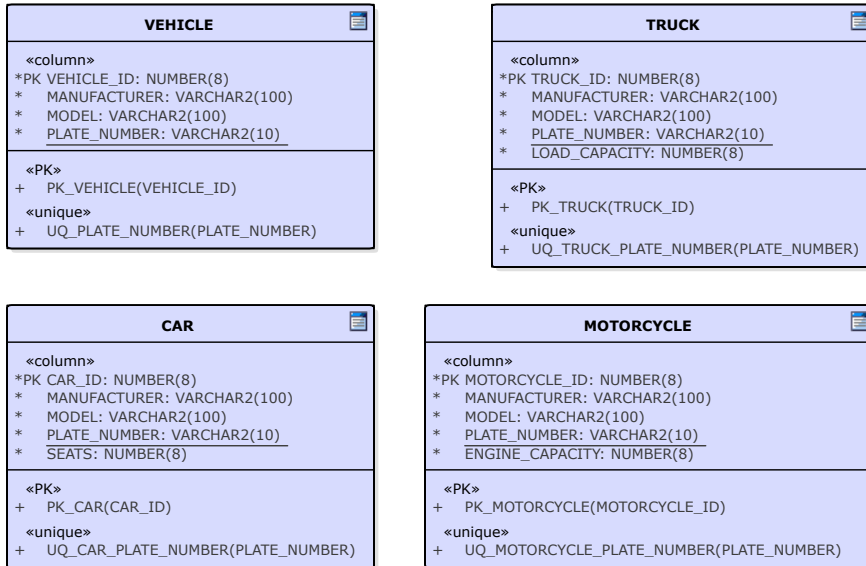 VEHICLE
«column»
*PK VEHICLE_ID: NUMBER(8)
* MANUFACTURER: VARCHAR2(100)
* MODEL: VARCHAR2(100)
* PLATE_NUMBER: VARCHAR2(10)
«PK»
+ PK_VEHICLE(VEHICLE_ID)
«unique»
+ UQ_PLATE_NUMBER(PLATE_NUMBER)
TRUCK
«column»
*PK TRUCK_ID: NUMBER(8)
* MANUFACTURER: VARCHAR2(100)
* MODEL: VARCHAR2(100)
* PLATE_NUMBER: VARCHAR2(10)
* LOAD_CAPACITY: NUMBER(8)
«PK»
+ PK_TRUCK(TRUCK_ID)
«unique»
+ UQ_TRUCK_PLATE_NUMBER(PLATE_NUMBER)
CAR
«column»
*PK CAR_ID: NUMBER(8)
* MANUFACTURER: VARCHAR2(100)
* MODEL: VARCHAR2(100)
* PLATE_NUMBER: VARCHAR2(10)
* SEATS: NUMBER(8)
«PK»
+ PK_CAR(CAR_ID)
«unique»
+ UQ_CAR_PLATE_NUMBER(PLATE_NUMBER)
MOTORCYCLE
«column»
*PK MOTORCYCLE_ID: NUMBER(8)
* MANUFACTURER: VARCHAR2(100)
* MODEL: VARCHAR2(100)
* PLATE_NUMBER: VARCHAR2(10)
* ENGINE_CAPACITY: NUMBER(8)
«PK»
+ PK_MOTORCYCLE(MOTORCYCLE_ID)
«unique»
+ UQ_MOTORCYCLE_PLATE_NUMBER(PLATE_NUMBER)